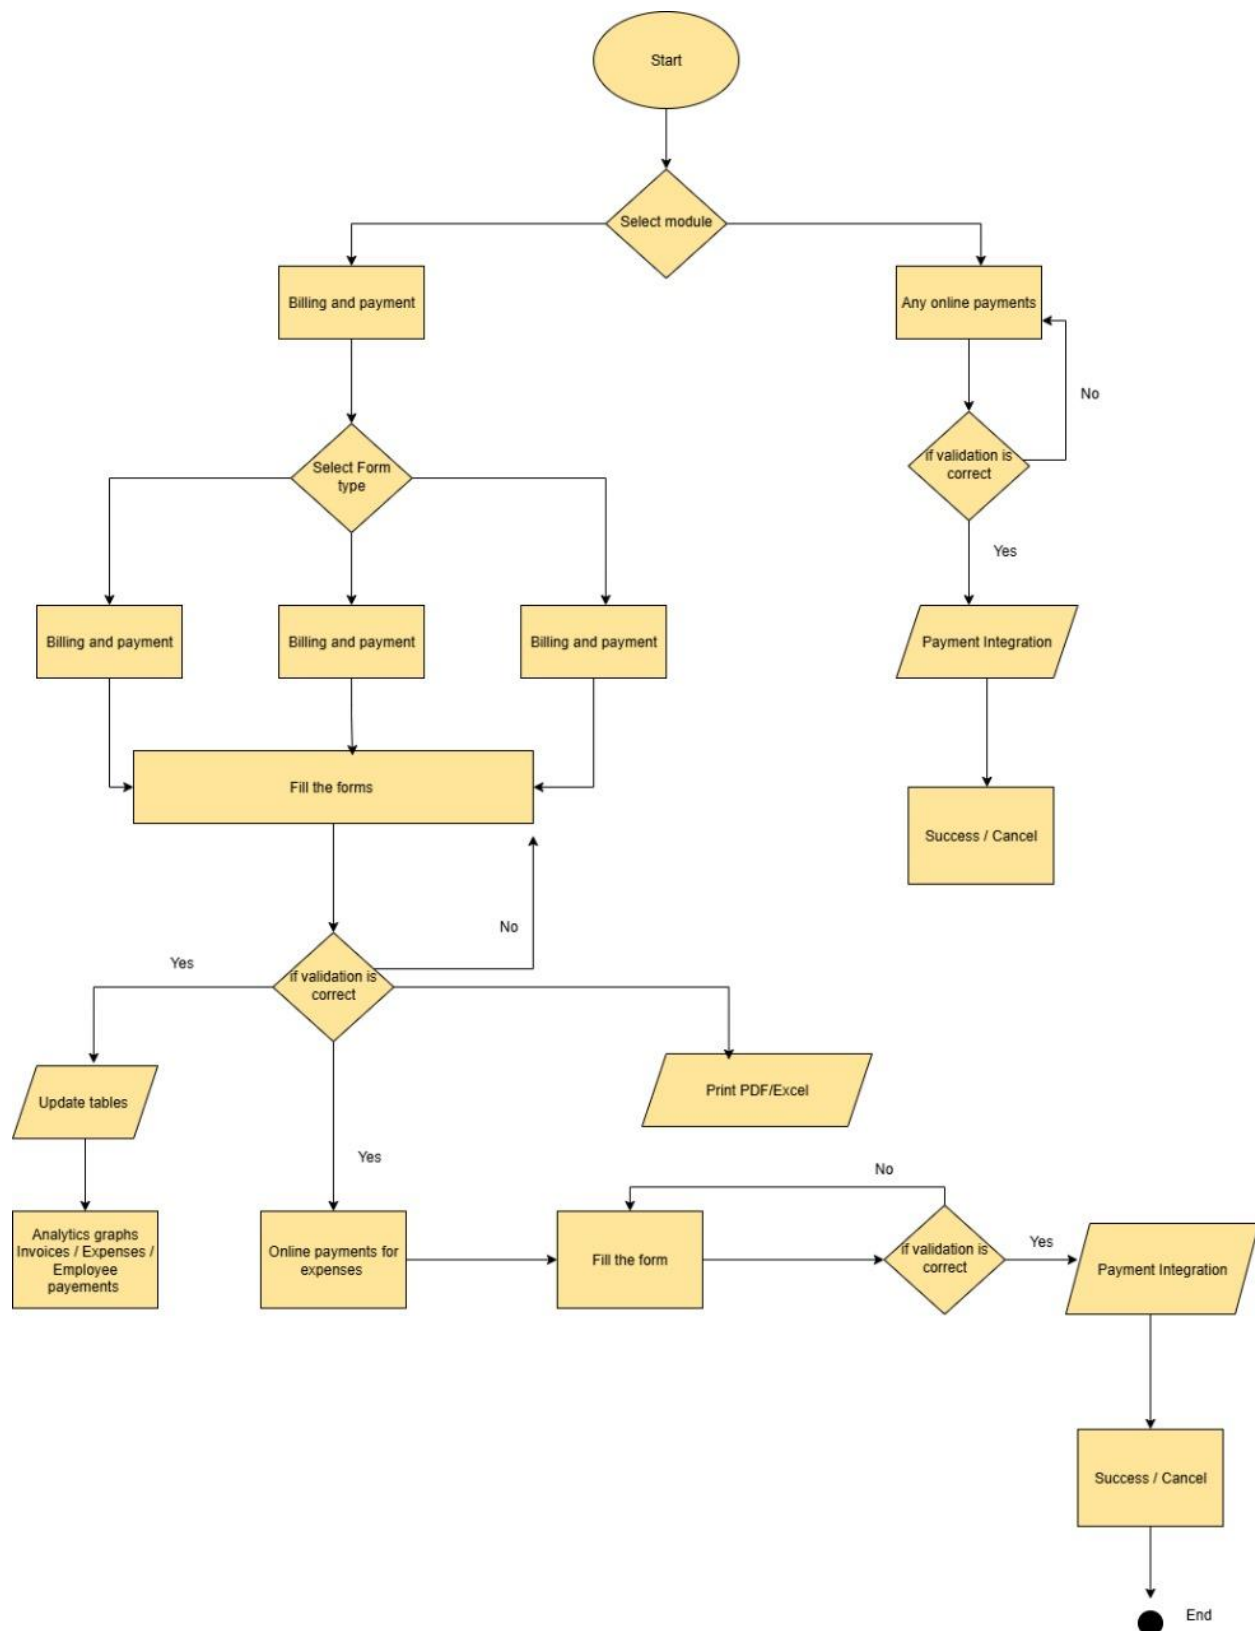 Start
Select module
Billing and payment
Any online payments
No
if validation is
correct
Select Form
type
Yes
Billing and payment
Billing and payment
Billing and payment
Payment Integration
Fill the forms
Success / Cancel
No
Yes
if validation is
correct
Update tables
Print PDF/Excel
Yes
No
Analytics graphs
Invoices / Expenses /
Employee
payements
Online payments for
expenses
Fill the form
if validation is
correct
Yes
Payment Integration
Success / Cancel
End